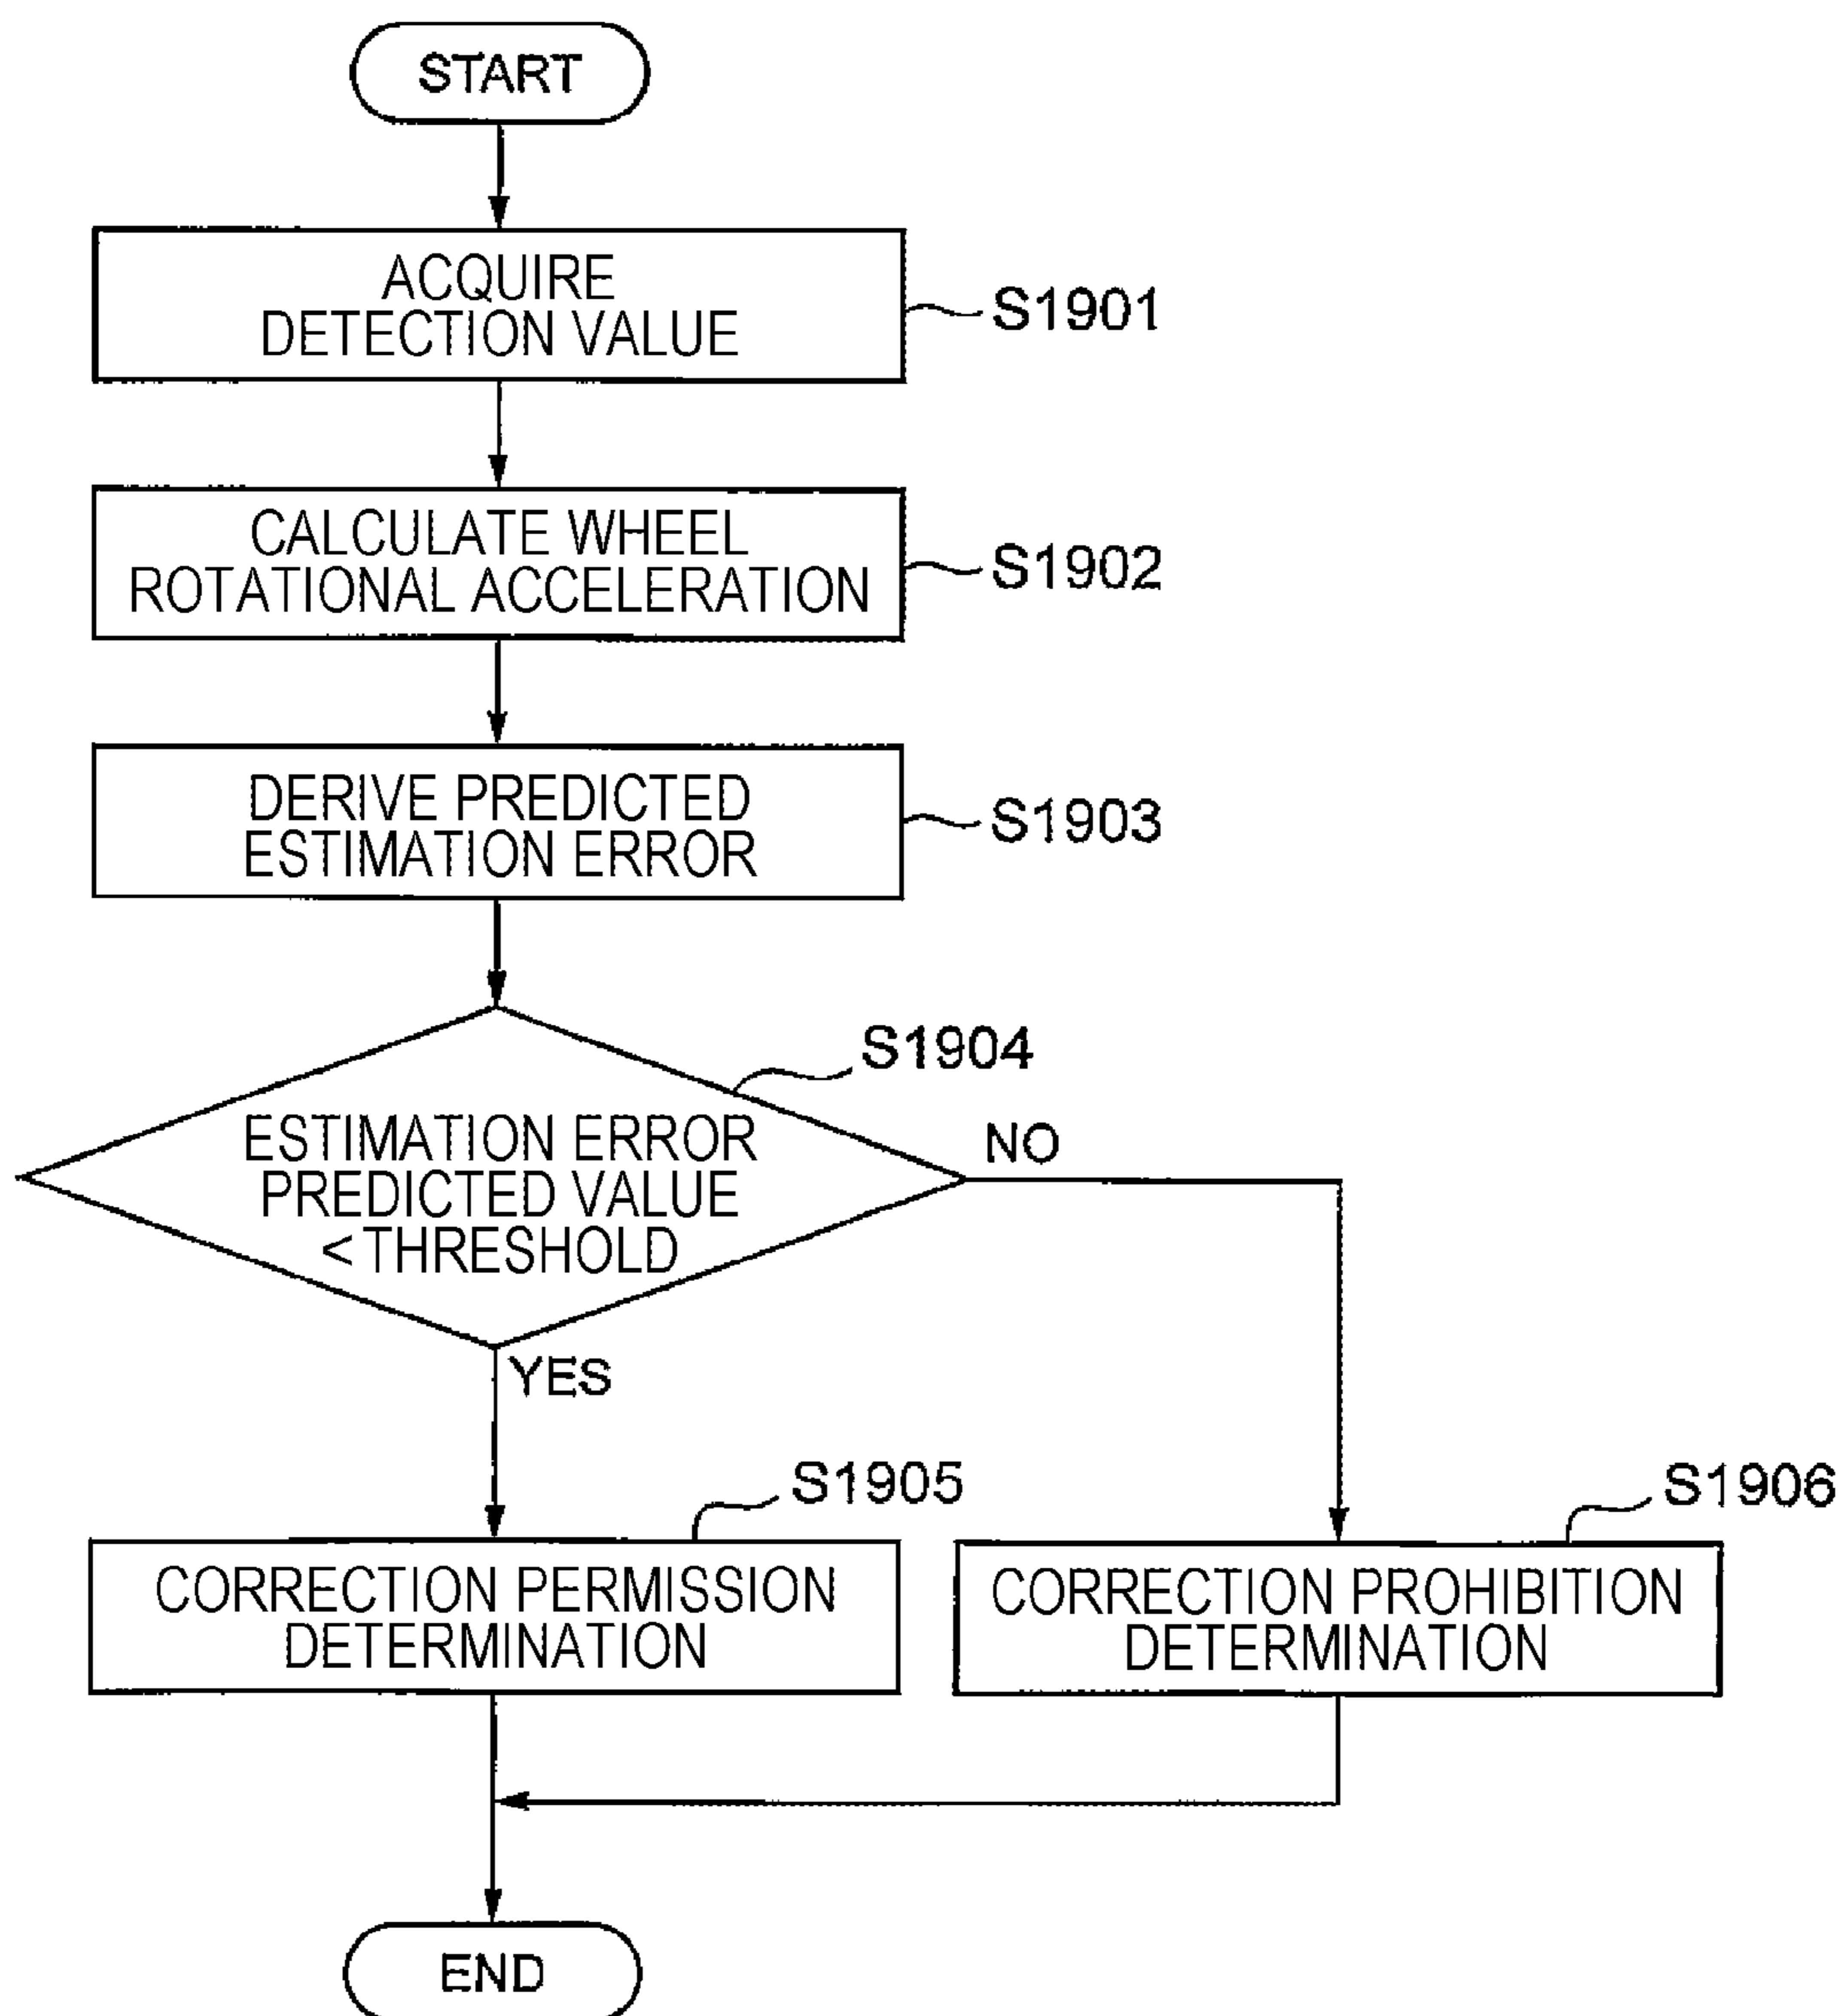 START
ACQUIRE
DETECTION VALUE
S1901
CALCULATE WHEEL
ROTATIONAL ACCELERATION
S1902
DERIVE PREDICTED
ESTIMATION ERROR
S1903
S1904
ESTIMATION ERROR
PREDICTED VALUE
< THRESHOLD
NO
YES
S1905
CORRECTION PERMISSION
DETERMINATION
S1906
CORRECTION PROHIBITION
DETERMINATION
END